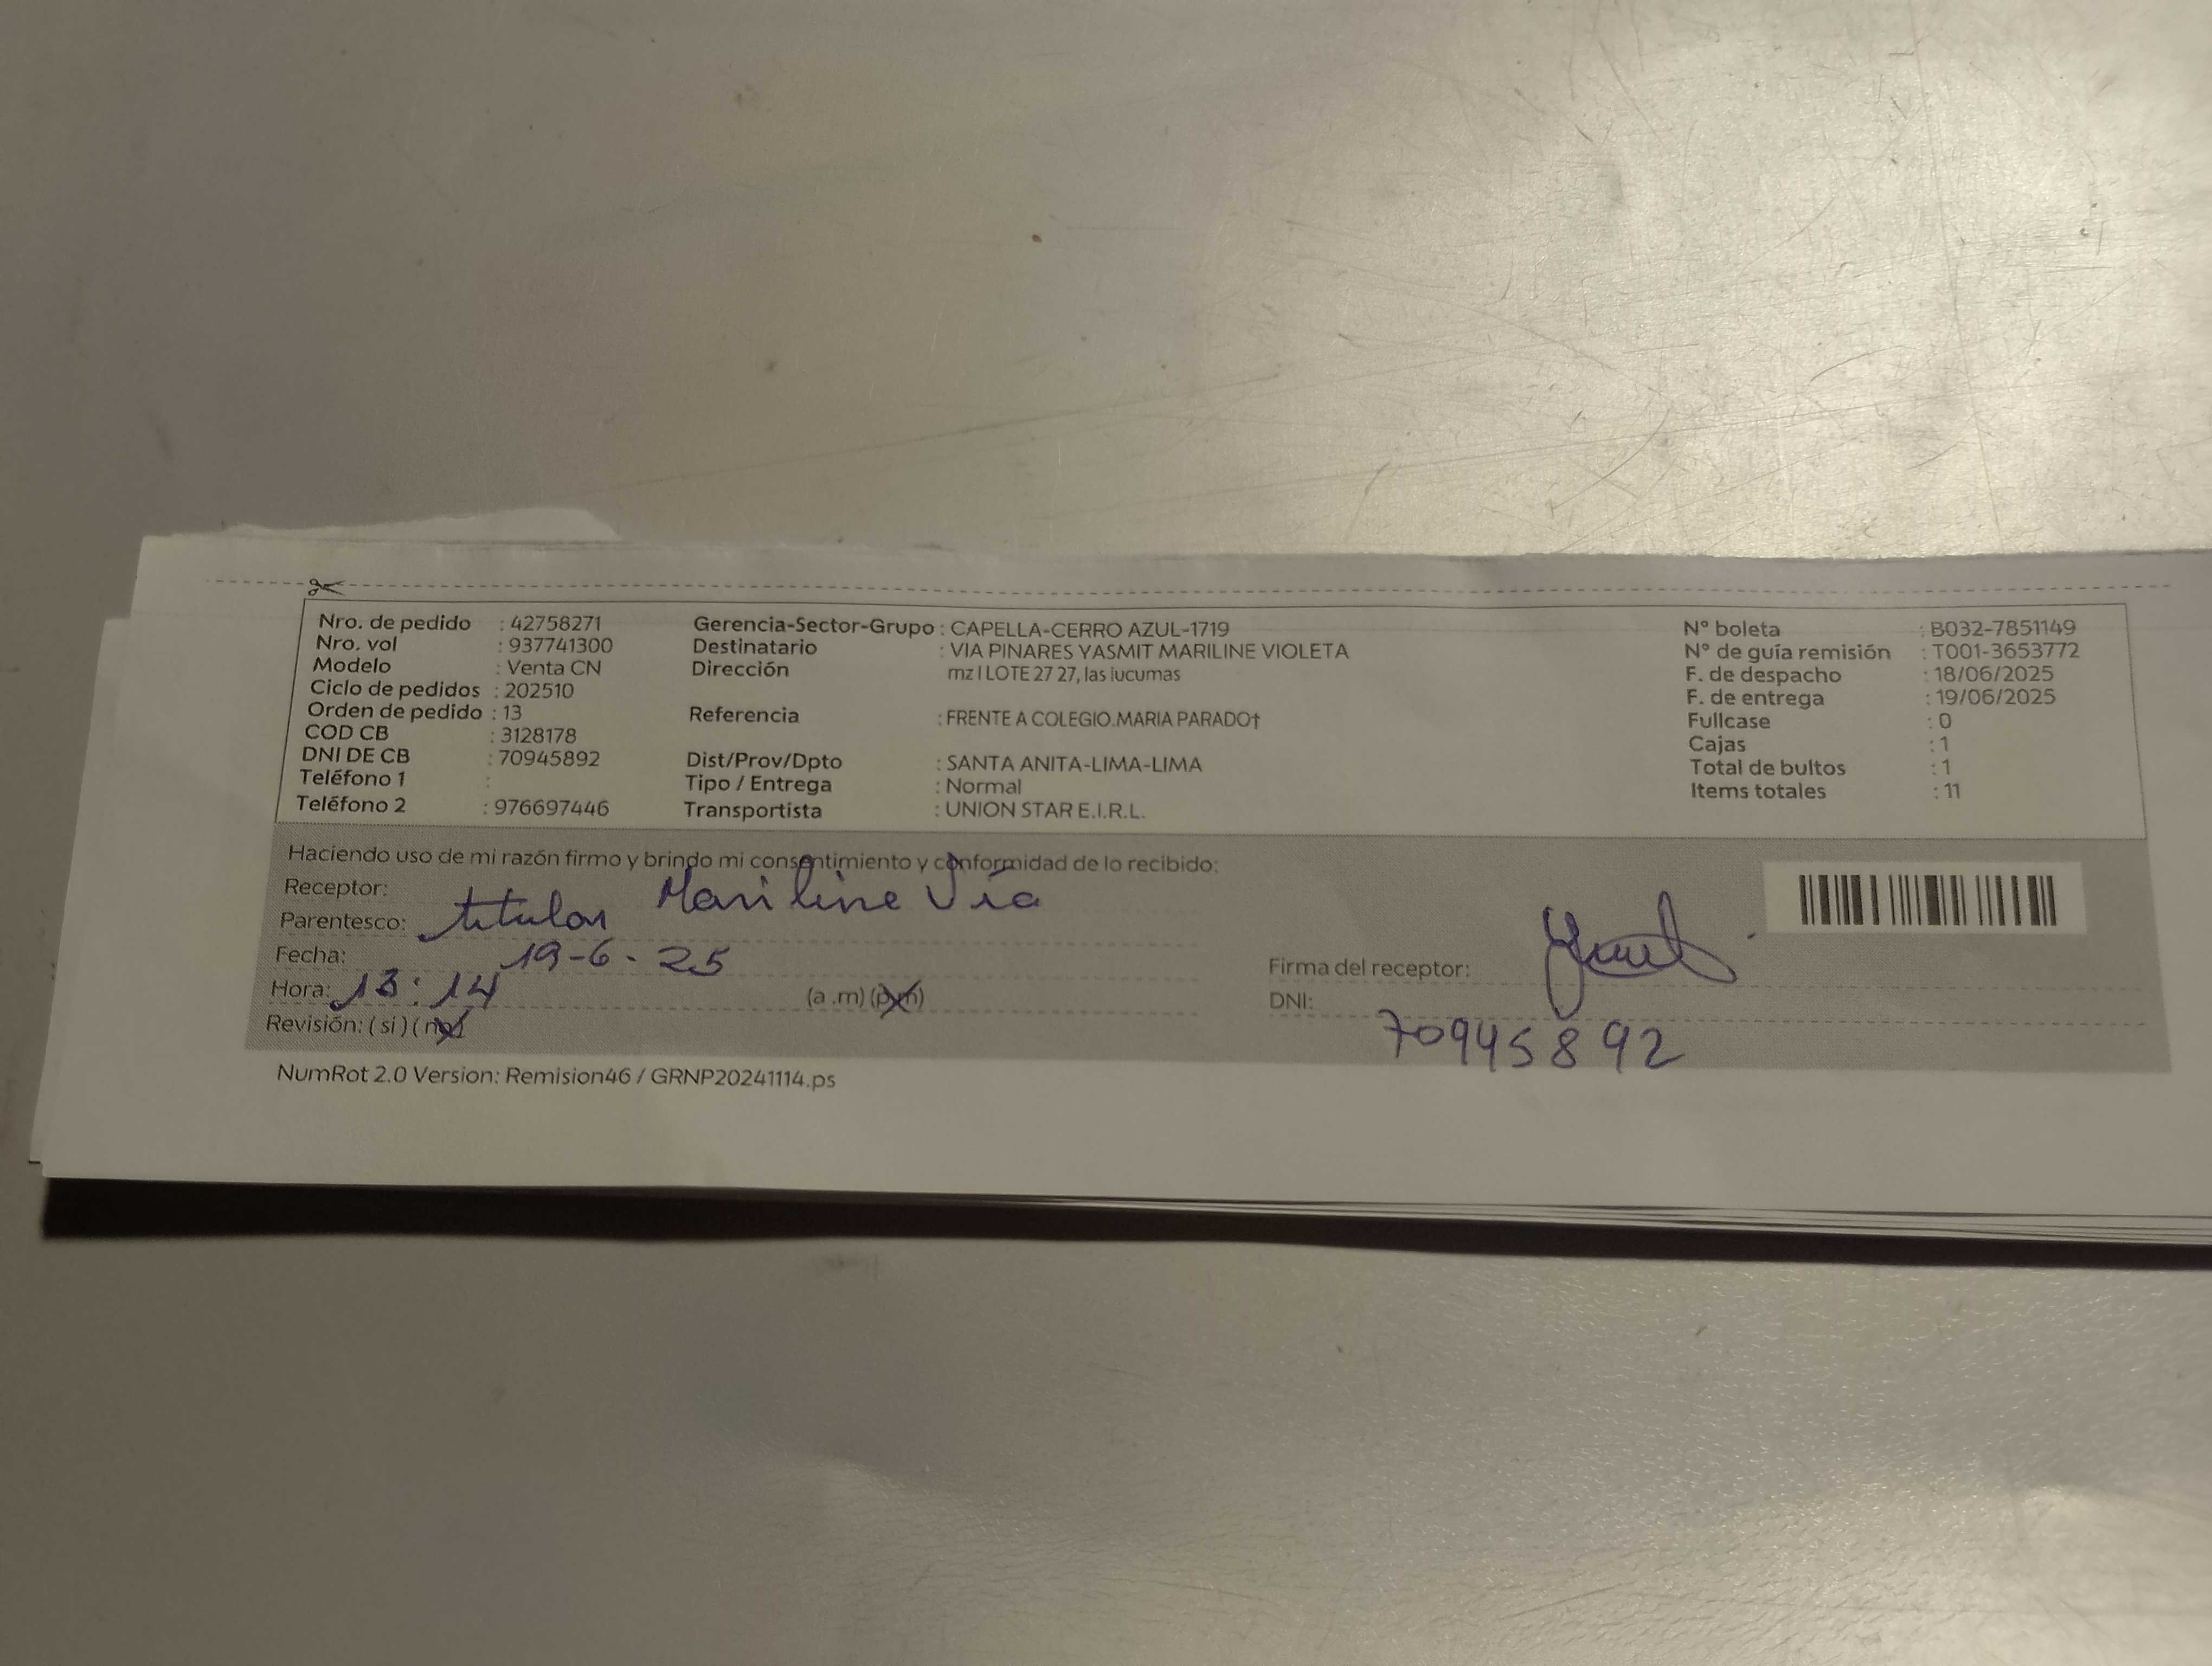 Nro. de pedido : 42758271
Nro. vol : 937741300
Modelo : Venta CN
Ciclo de pedidos : 202510
Orden de pedido : 13
COD CB : 3128178
DNI DE CB : 70945892
Teléfono 1 :
Teléfono 2 : 976697446
Gerencia-Sector-Grupo : CAPELLA-CERRO AZUL-1719
Destinatario : VIA PINARES YASMIT MARILINE VIOLETA
Dirección mz I LOTE 27 27, las lucumas
Referencia : FRENTE A COLEGIO.MARIA PARADO†
Dist/Prov/Dpto : SANTA ANITA-LIMA-LIMA
Tipo / Entrega : Normal
Transportista : UNION STAR E.I.R.L.
N° boleta : B032-7851149
N° de guía remisión : T001-3653772
F. de despacho : 18/06/2025
F. de entrega : 19/06/2025
Fullcase : 0
Cajas : 1
Total de bultos : 1
Items totales : 11
Haciendo uso de mi razón firmo y brindo mi consentimiento y conformidad de lo recibido:
Receptor: Mariline Vía
Parentesco: titular
Fecha: 19-6-25
Hora: 13:14 (a .m) (p.m)
Revisión: ( si ) ( no )
Firma del receptor:
DNI: 70945892
NumRot 2.0 Version: Remision46 / GRNP20241114.ps